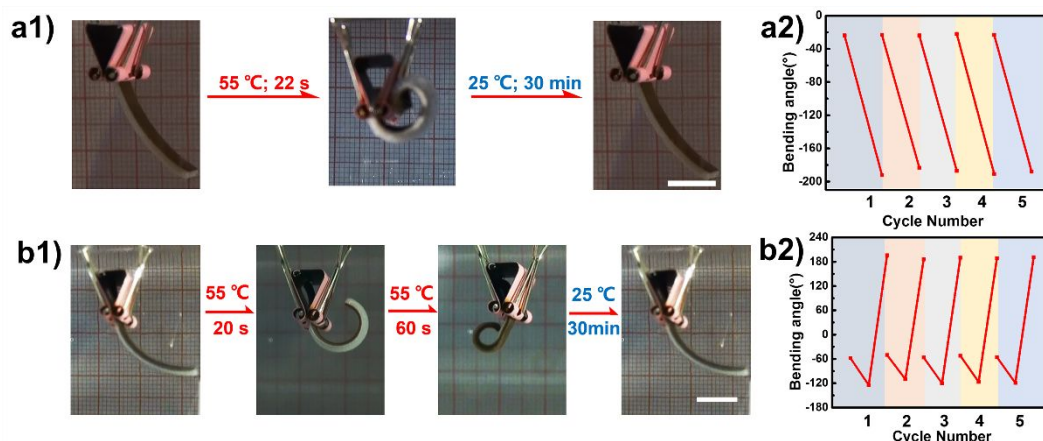 a1)
55 ℃; 22 s
25 ℃; 30 min
a2)
Bending angle(°)
0
-40
-80
-120
-160
-200
1 2 3 4 5
Cycle Number
b1)
55 ℃
20 s
55 ℃
60 s
25 ℃
30min
b2)
Bending angle(°)
240
180
120
60
0
-60
-120
-180
1 2 3 4 5
Cycle Number